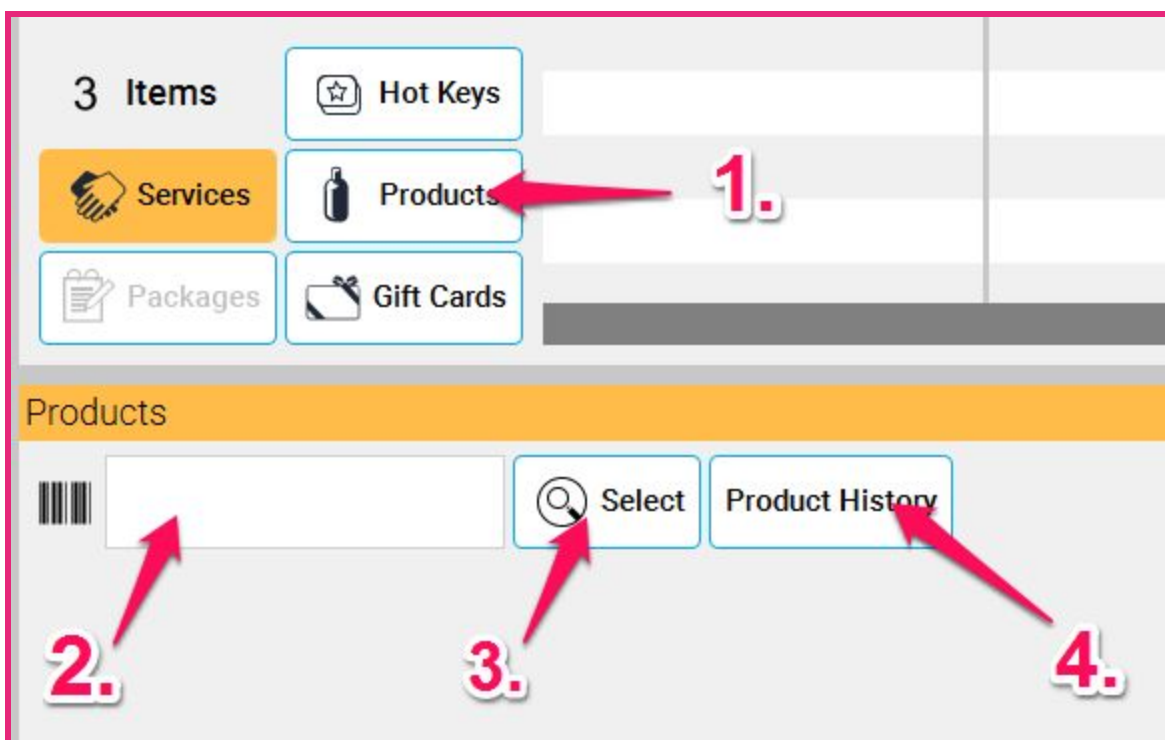 3 Items
Hot Keys
Services
Products
1.
Packages
Gift Cards
Products
Select
Product History
2.
3.
4.